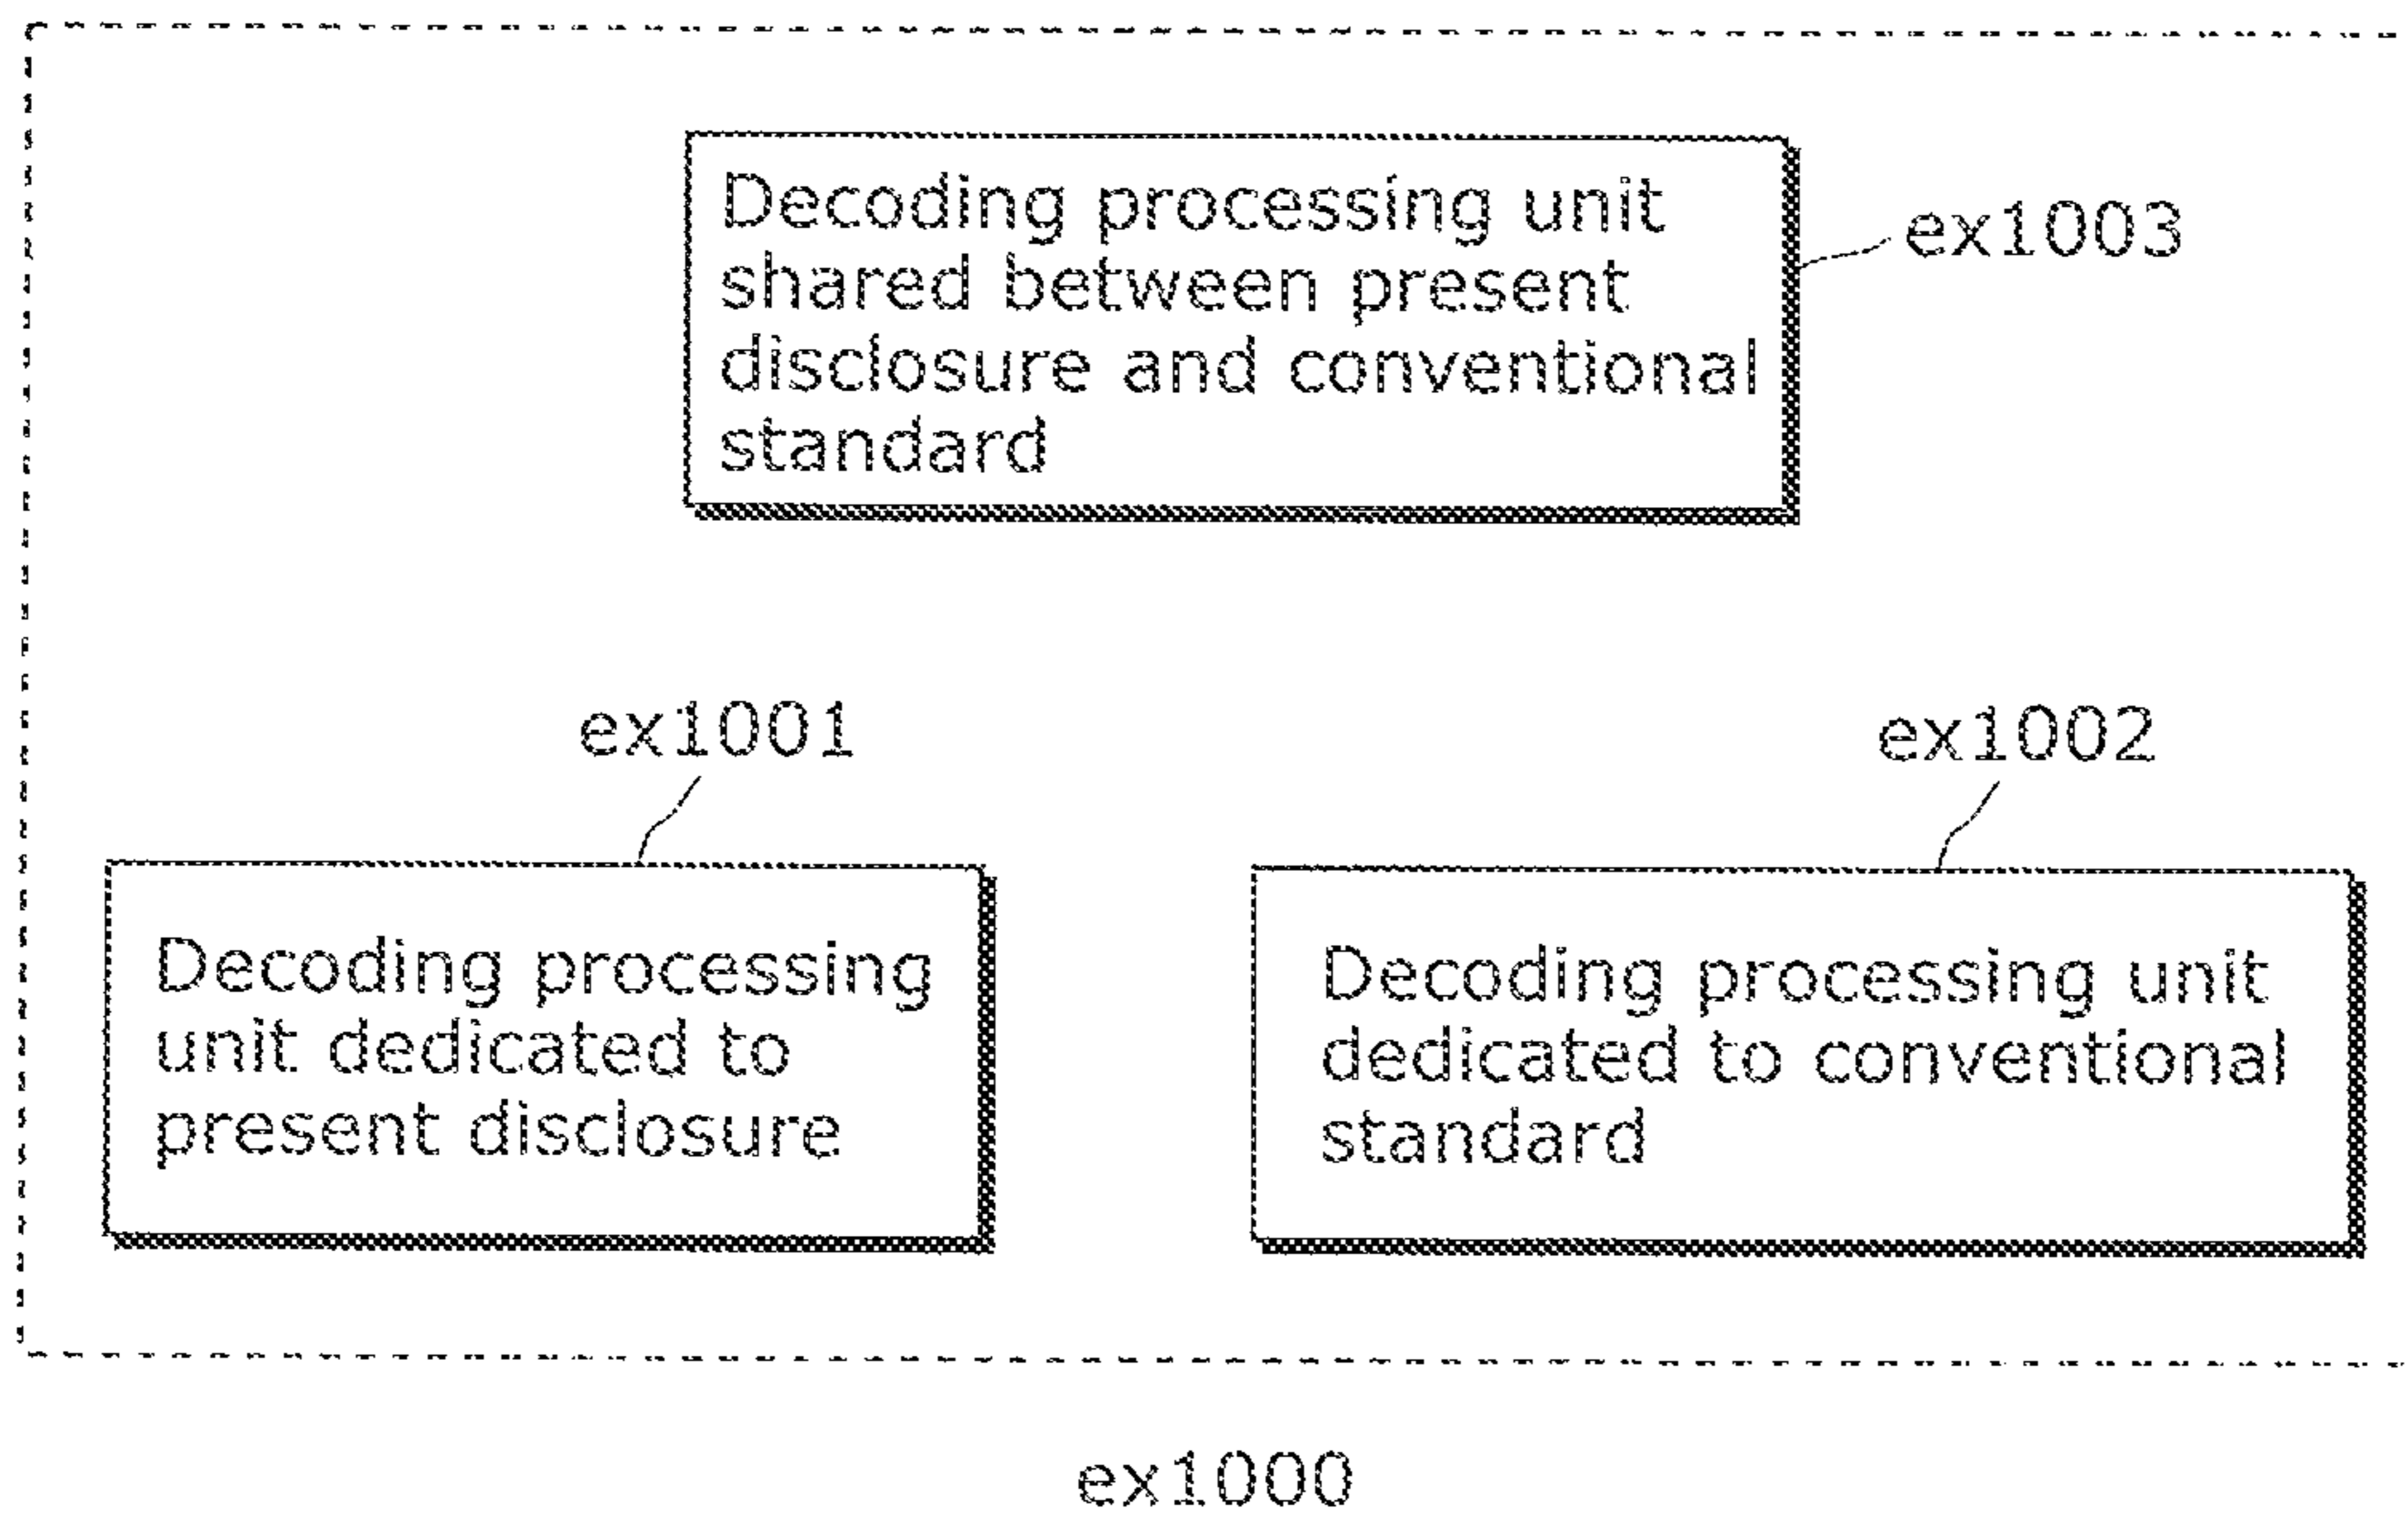 Decoding processing unit
shared between present
disclosure and conventional
standard
ex1003
ex1001
ex1002
Decoding processing
unit dedicated to
present disclosure
Decoding processing unit
dedicated to conventional
standard
ex1000